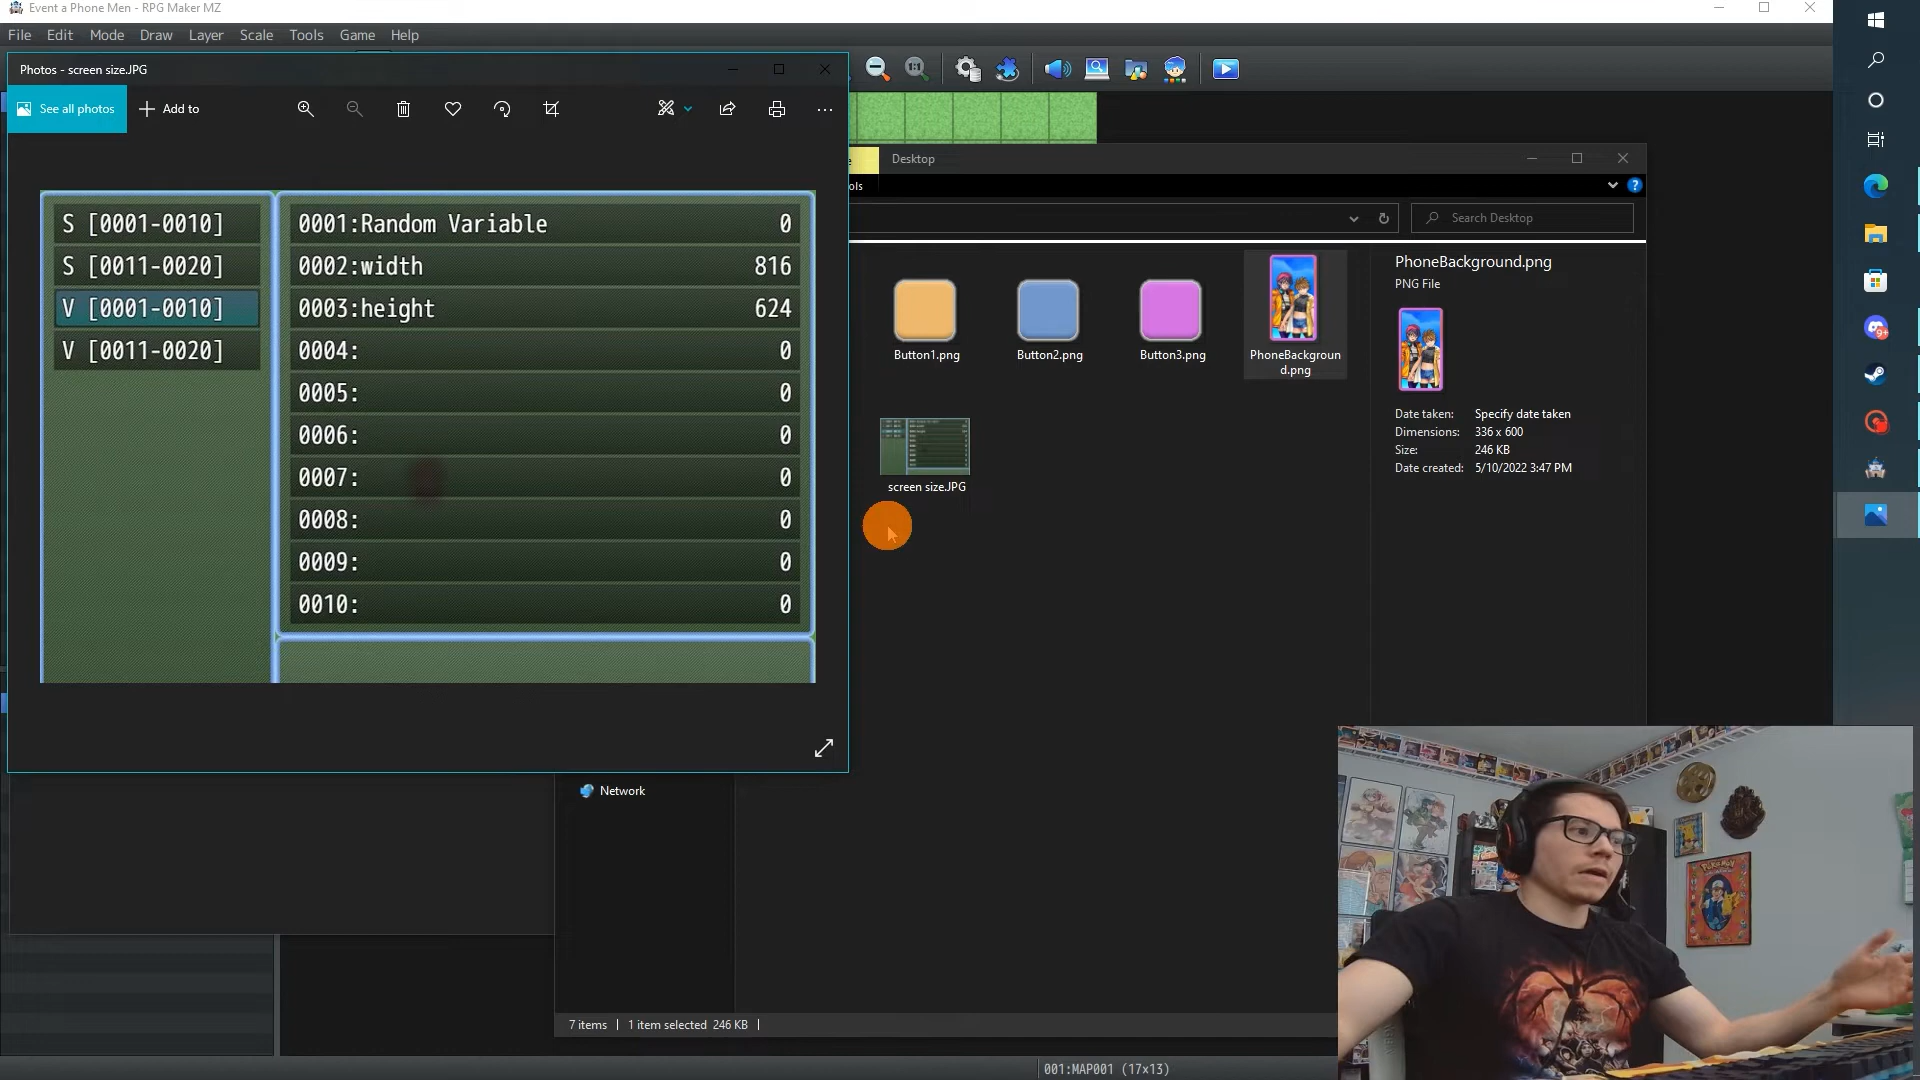 Event a Phone Men - RPG Maker MZ
File Edit Mode Draw Layer Scale Tools Game Help
Photos - screen size.JPG
See all photos
Add to
S [0001-0010]
S [0011-0020]
V [0001-0010]
V [0011-0020]
0001:Random Variable 0
0002:width 816
0003:height 624
0004: 0
0005: 0
0006: 0
0007: 0
0008: 0
0009: 0
0010: 0
1:1
Desktop
ols
Search Desktop
Button1.png
Button2.png
Button3.png
PhoneBackgroun
d.png
screen size.JPG
PhoneBackground.png
PNG File
Date taken: Specify date taken
Dimensions: 336 x 600
Size: 246 KB
Date created: 5/10/2022 3:47 PM
Network
7 items
1 item selected 246 KB
001:MAP001 (17x13)
9+